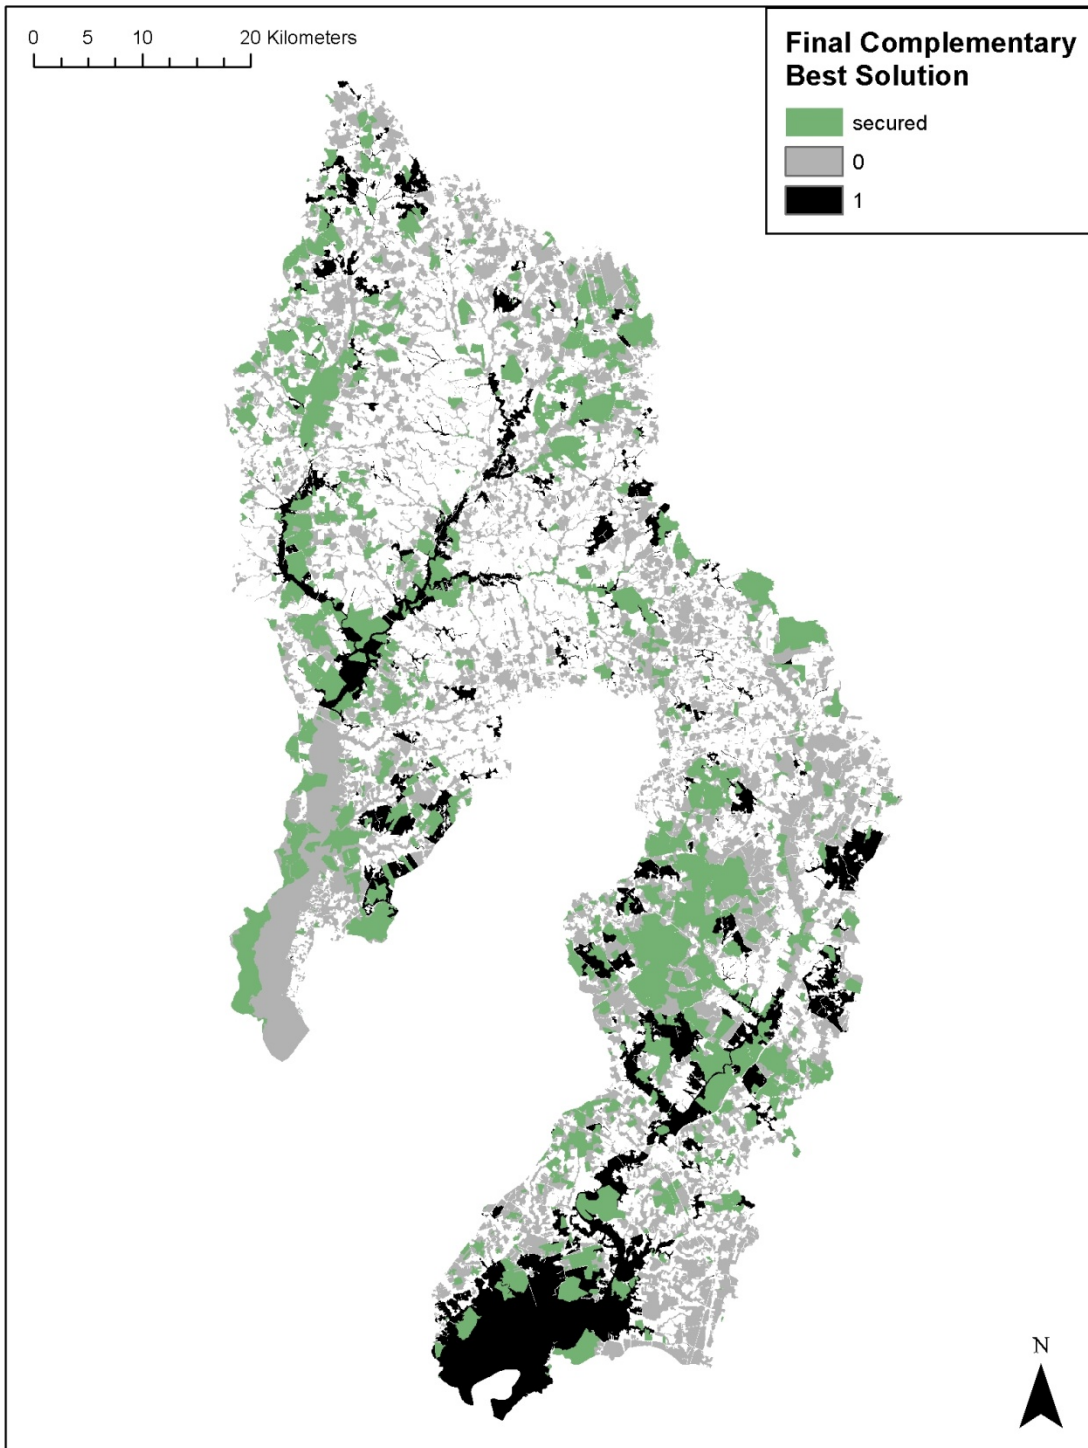 0 5 10 20 Kilometers
Final Complementary
Best Solution
secured
0
1
N